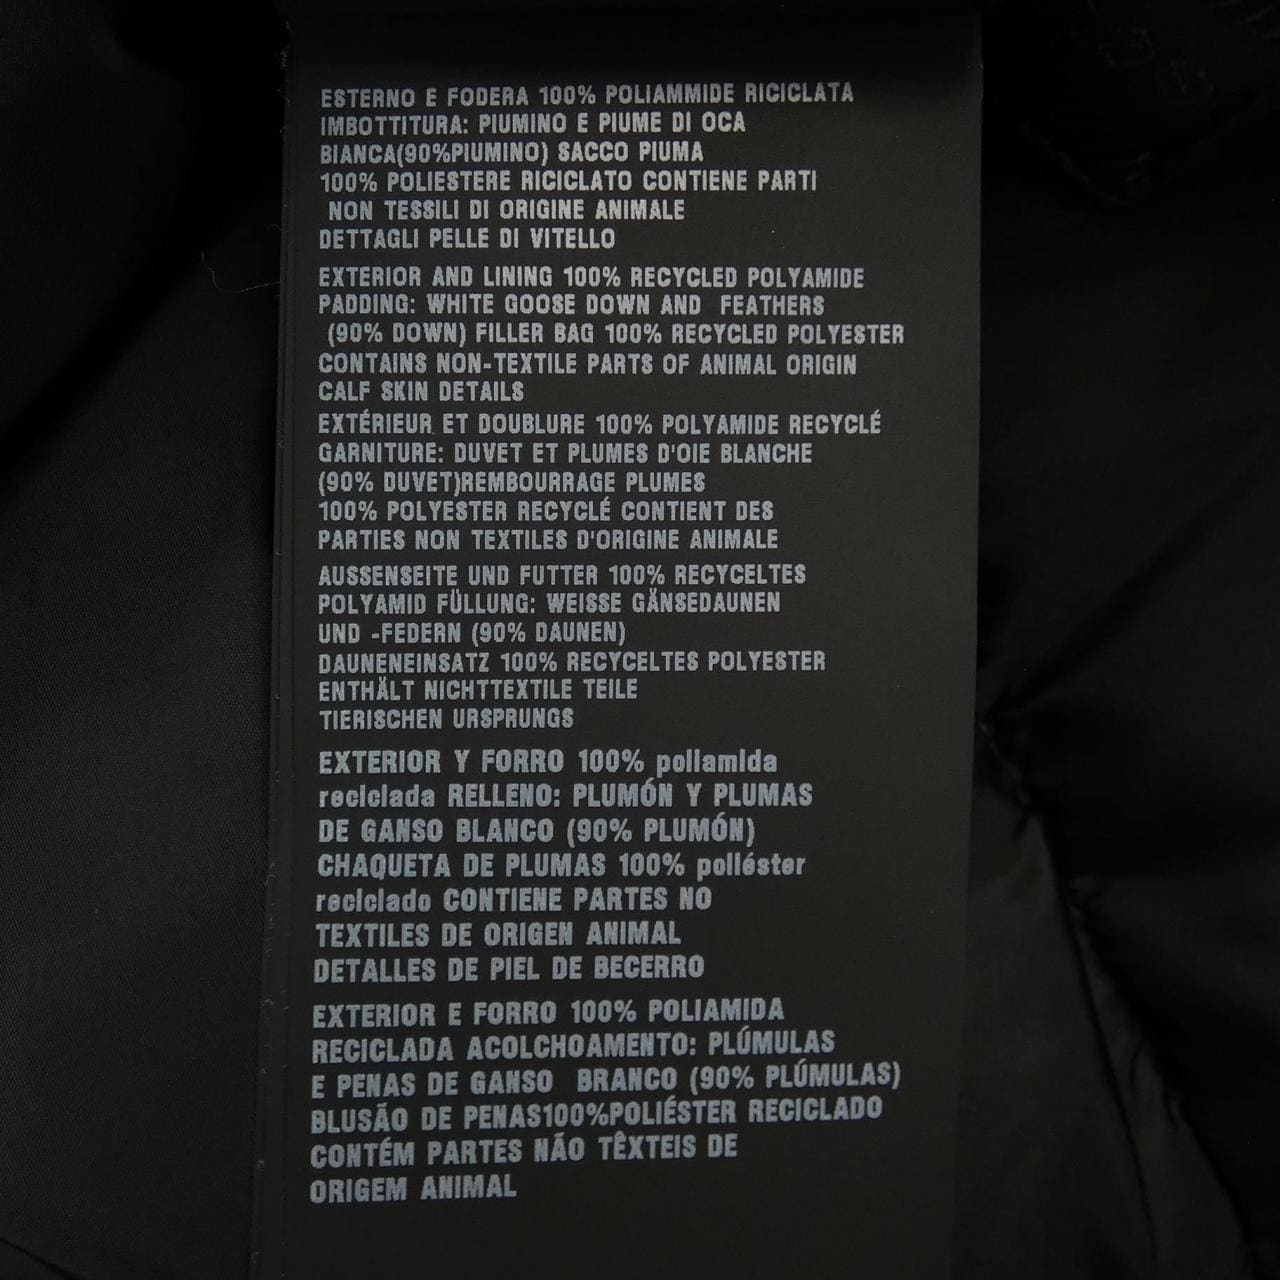 ESTERNO E FODERA 100% POLIAMMIDE RICICLATA
IMBOTTITURA: PIUMINO E PIUME DI OCA
BIANCA(90%PIUMINO) SACCO PIUMA
100% POLIESTERE RICICLATO CONTIENE PARTI
NON TESSILI DI ORIGINE ANIMALE
DETTAGLI PELLE DI VITELLO
EXTERIOR AND LINING 100% RECYCLED POLYAMIDE
PADDING: WHITE GOOSE DOWN AND FEATHERS
(90% DOWN) FILLER BAG 100% RECYCLED POLYESTER
CONTAINS NON-TEXTILE PARTS OF ANIMAL ORIGIN
CALF SKIN DETAILS
EXTÉRIEUR ET DOUBLURE 100% POLYAMIDE RECYCLÉ
GARNITURE: DUVET ET PLUMES D'OIE BLANCHE
(90% DUVET)REMBOURRAGE PLUMES
100% POLYESTER RECYCLÉ CONTIENT DES
PARTIES NON TEXTILES D'ORIGINE ANIMALE
AUSSENSEITE UND FUTTER 100% RECYCELTES
POLYAMID FÜLLUNG: WEISSE GÄNSEDAUNEN
UND -FEDERN (90% DAUNEN)
DAUNENEINSATZ 100% RECYCELTES POLYESTER
ENTHÄLT NICHTTEXTILE TEILE
TIERISCHEN URSPRUNGS
EXTERIOR Y FORRO 100% poliamida
reciclada RELLENO: PLUMÓN Y PLUMAS
DE GANSO BLANCO (90% PLUMÓN)
CHAQUETA DE PLUMAS 100% poliéster
reciclado CONTIENE PARTES NO
TEXTILES DE ORIGEN ANIMAL
DETALLES DE PIEL DE BECERRO
EXTERIOR E FORRO 100% POLIAMIDA
RECICLADA ACOLCHOAMENTO: PLÚMULAS
E PENAS DE GANSO BRANCO (90% PLÚMULAS)
BLUSÃO DE PENAS100%POLIÉSTER RECICLADO
CONTÉM PARTES NÃO TÊXTEIS DE
ORIGEM ANIMAL